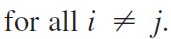 for all i ≠ j.